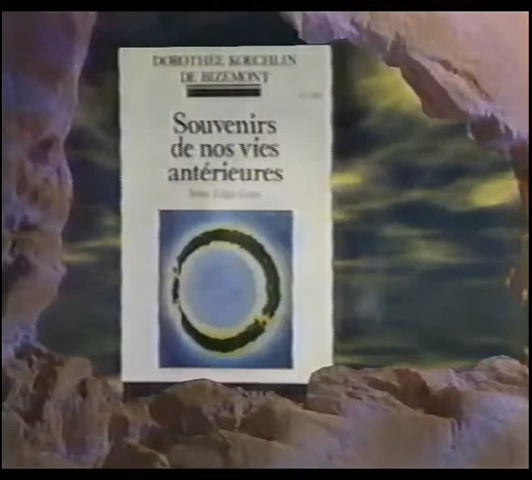 DOROTHÉE KOECHLIN
DE BIZEMONT
Souvenirs
de nos vies
antérieures